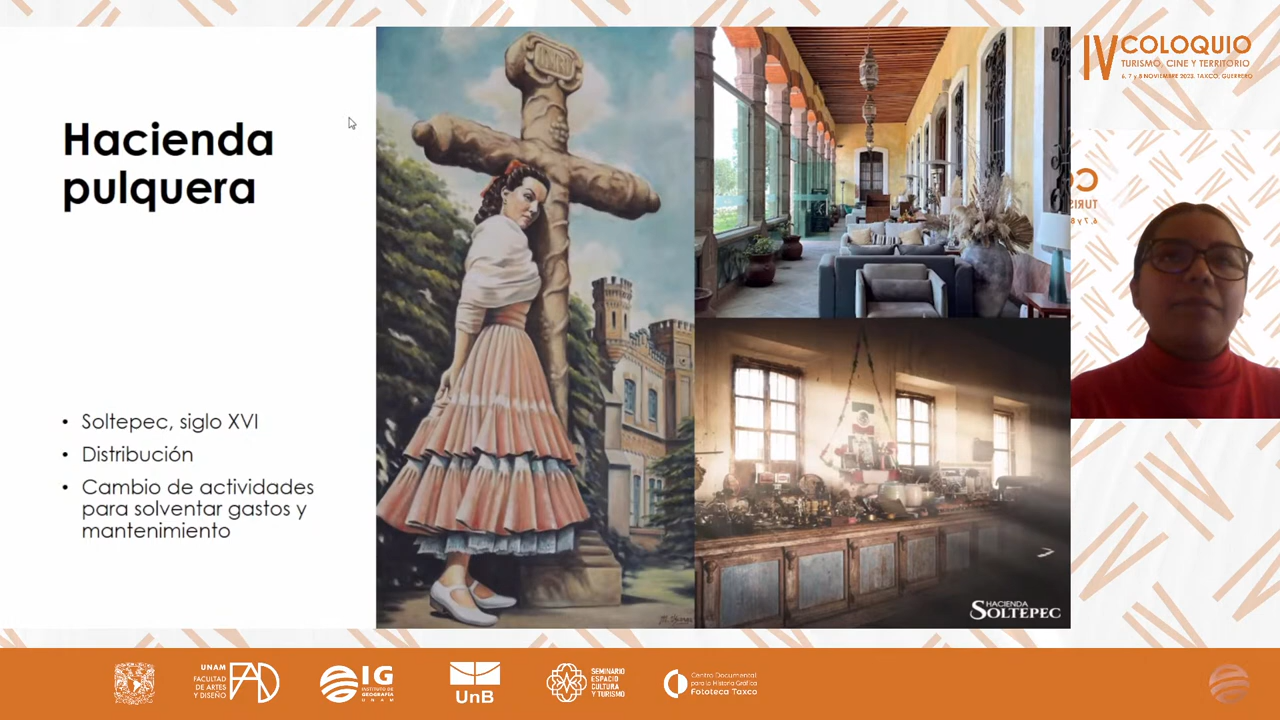 Hacienda
pulquera
• Soltepec, siglo XVI
• Distribución
• Cambio de actividades
para solventar gastos y
mantenimiento
INRI
HACIENDA
SOLTEPEC
IV COLOQUIO
TURISMO, CINE Y TERRITORIO
6, 7 y 8 NOVIEMBRE 2023. TAXCO, GUERRERO
UNAM
FACULTAD
DE ARTES
Y DISEÑO
FAD
IG
INSTITUTO DE
GEOGRAFÍA
UNAM
UnB
SEMINARIO
ESPACIO
CULTURA
Y TURISMO
Centro Documental
para la Historia Gráfica
Fototeca Taxco